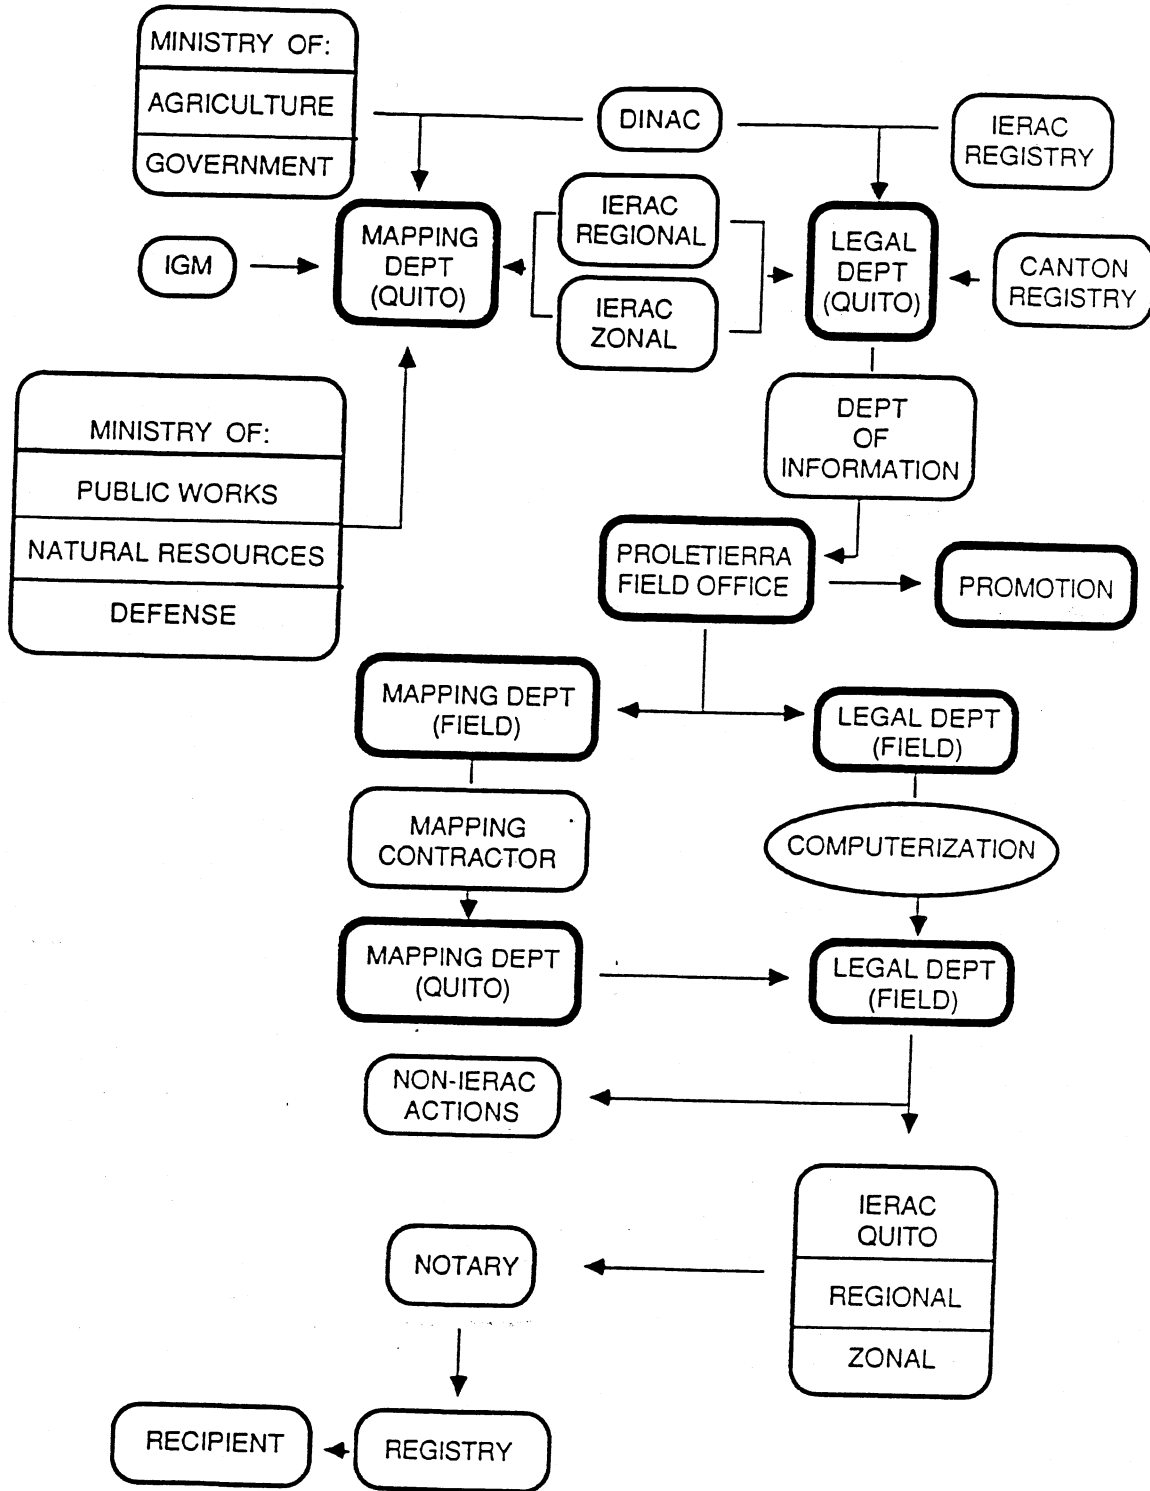 MINISTRY OF:
AGRICULTURE
GOVERNMENT
DINAC
IERAC
REGISTRY
IGM
MAPPING
DEPT
(QUITO)
IERAC
REGIONAL
IERAC
ZONAL
LEGAL
DEPT
(QUITO)
CANTON
REGISTRY
MINISTRY OF:
PUBLIC WORKS
NATURAL RESOURCES
DEFENSE
DEPT
OF
INFORMATION
PROLETIERRA
FIELD OFFICE
PROMOTION
MAPPING DEPT
(FIELD)
LEGAL DEPT
(FIELD)
MAPPING
CONTRACTOR
COMPUTERIZATION
MAPPING DEPT
(QUITO)
LEGAL DEPT
(FIELD)
NON-IERAC
ACTIONS
IERAC
QUITO
REGIONAL
ZONAL
NOTARY
RECIPIENT
REGISTRY